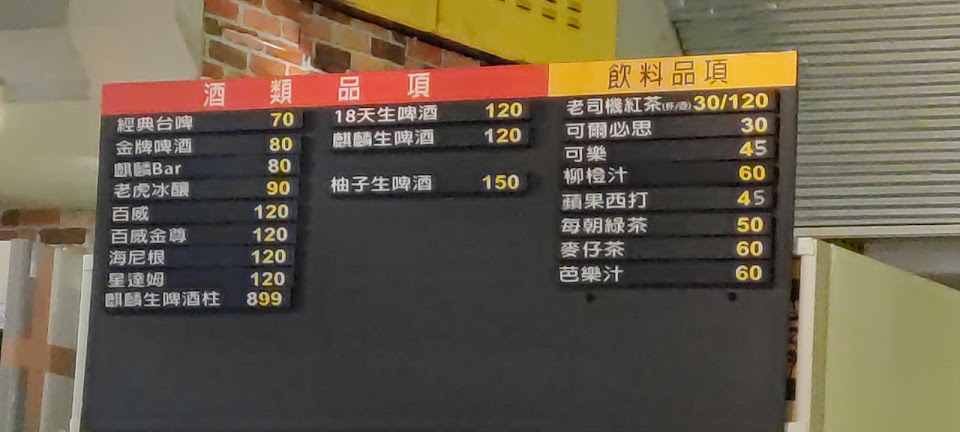 酒類品項
經典台啤 70
金牌啤酒 80
麒麟Bar 80
老虎冰釀 90
百威 120
百威金尊 120
海尼根 120
星達姆 120
麒麟生啤酒柱 899
18天生啤酒 120
麒麟生啤酒 120
柚子生啤酒 150
飲料品項
老司機紅茶(杯/壺) 30/120
可爾必思 30
可樂 45
柳橙汁 60
蘋果西打 45
每朝綠茶 50
麥仔茶 60
芭樂汁 60